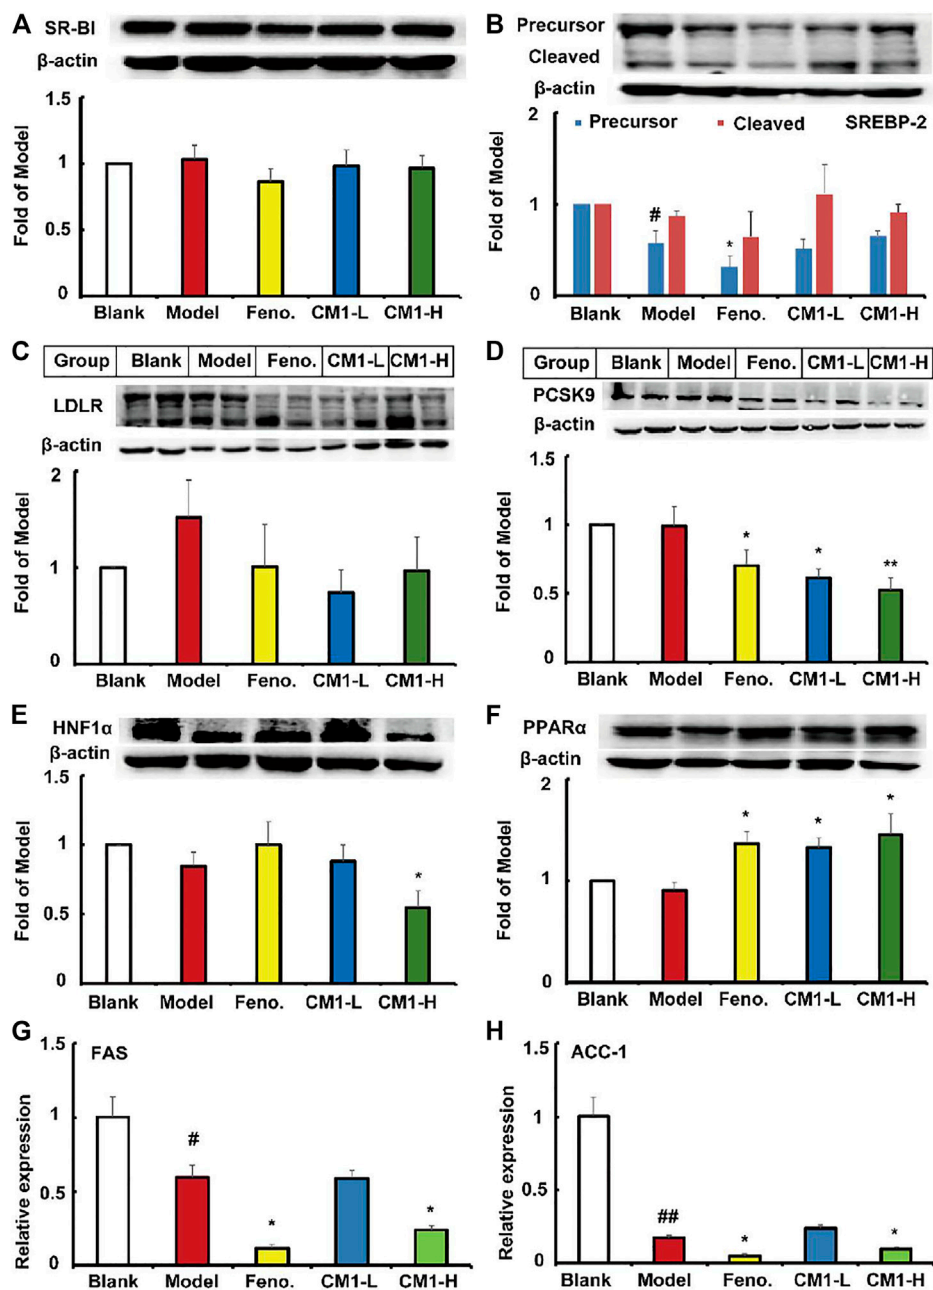 A
SR-BI
β-actin
Fold of Model
1.5
1
0.5
0
Blank Model Feno. CM1-L CM1-H
B
Precursor
Cleaved
β-actin
Precursor Cleaved SREBP-2
Fold of Model
1
2
1
0
Blank Model Feno. CM1-L CM1-H
#
*
C
Group Blank Model Feno. CM1-L CM1-H
LDLR
β-actin
Fold of Model
2
1
0
Blank Model Feno. CM1-L CM1-H
D
Group Blank Model Feno. CM1-L CM1-H
PCSK9
β-actin
Fold of Model
1.5
1
0.5
0
* * **
Blank Model Feno. CM1-L CM1-H
E
HNF1α
β-actin
Fold of Model
1.5
1
0.5
0
*
Blank Model Feno. CM1-L CM1-H
F
PPARα
β-actin
Fold of Model
2
1
0
* * *
Blank Model Feno. CM1-L CM1-H
G
FAS
Relative expression
1.5
1
0.5
0
# * *
Blank Model Feno. CM1-L CM1-H
H
ACC-1
Relative expression
1.5
1
0.5
0
## * *
Blank Model Feno. CM1-L CM1-H